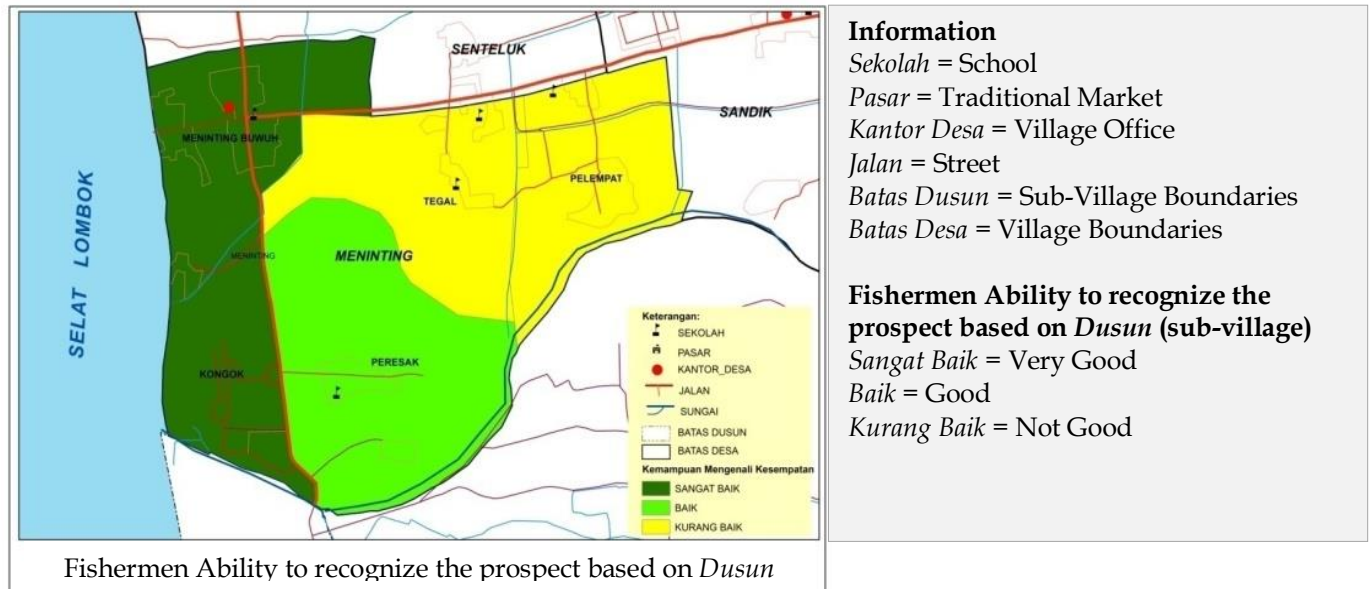 SENTELUK
SANDIK
MENINTING BUWUH
PELEMPAT
TEGAL
SELAT LOMBOK
MENINTING
MENINTING
PERESAK
KONGOK
Keterangan:
SEKOLAH
PASAR
KANTOR_DESA
JALAN
SUNGAI
BATAS DUSUN
BATAS DESA
Kemampuan Mengenali Kesempatan
SANGAT BAIK
BAIK
KURANG BAIK
Fishermen Ability to recognize the prospect based on Dusun
Information
Sekolah = School
Pasar = Traditional Market
Kantor Desa = Village Office
Jalan = Street
Batas Dusun = Sub-Village Boundaries
Batas Desa = Village Boundaries
Fishermen Ability to recognize the
prospect based on Dusun (sub-village)
Sangat Baik = Very Good
Baik = Good
Kurang Baik = Not Good